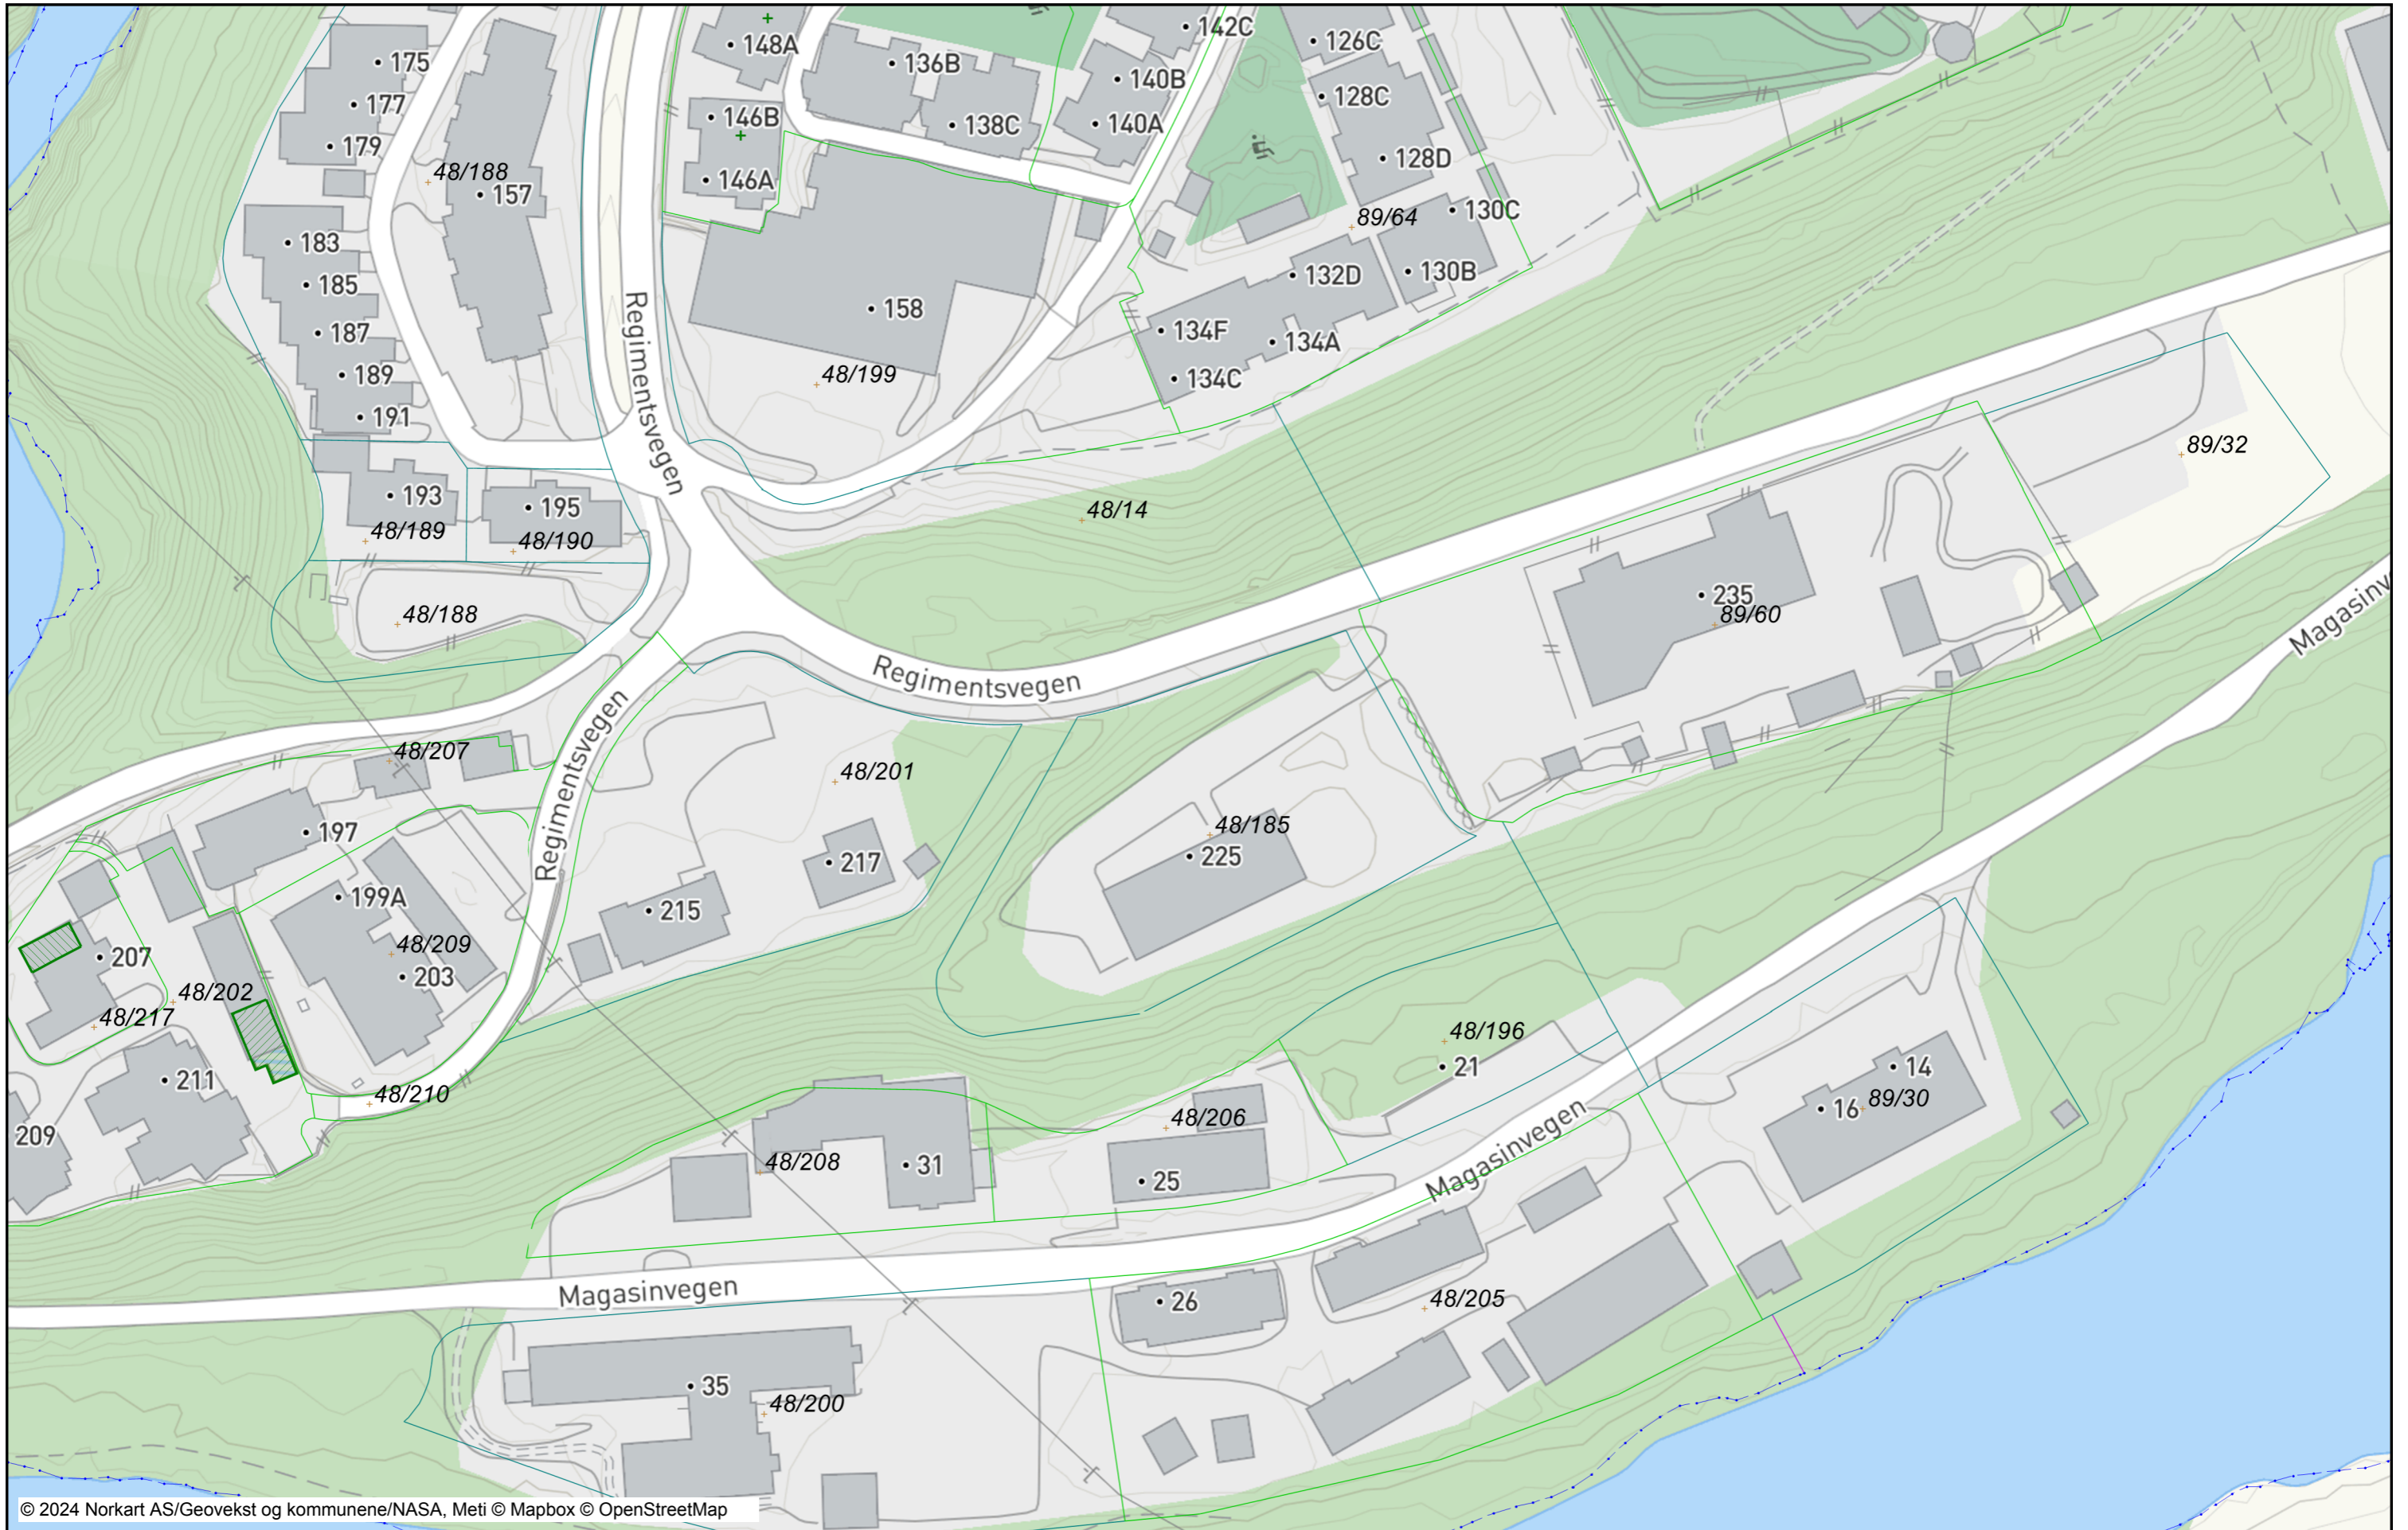 142C
126C
148A
175
136B
140B
128C
177
146B
138C
140A
179
128D
48/188
146A
157
130C
89/64
183
130B
132D
185
158
134F
187
134A
Regimentsvegen
48/199
189
134C
191
89/32
193
195
48/14
48/189
48/190
235
48/188
89/60
Magasinv
Regimentsvegen
48/207
48/201
Regimentsvegen
197
48/185
225
217
199A
215
48/209
207
203
48/202
48/217
48/196
21
14
211
48/210
16
89/30
48/206
209
48/208
31
25
Magasinvegen
Magasinvegen
26
48/205
35
48/200
© 2024 Norkart AS/Geovekst og kommunene/NASA, Meti © Mapbox © OpenStreetMap